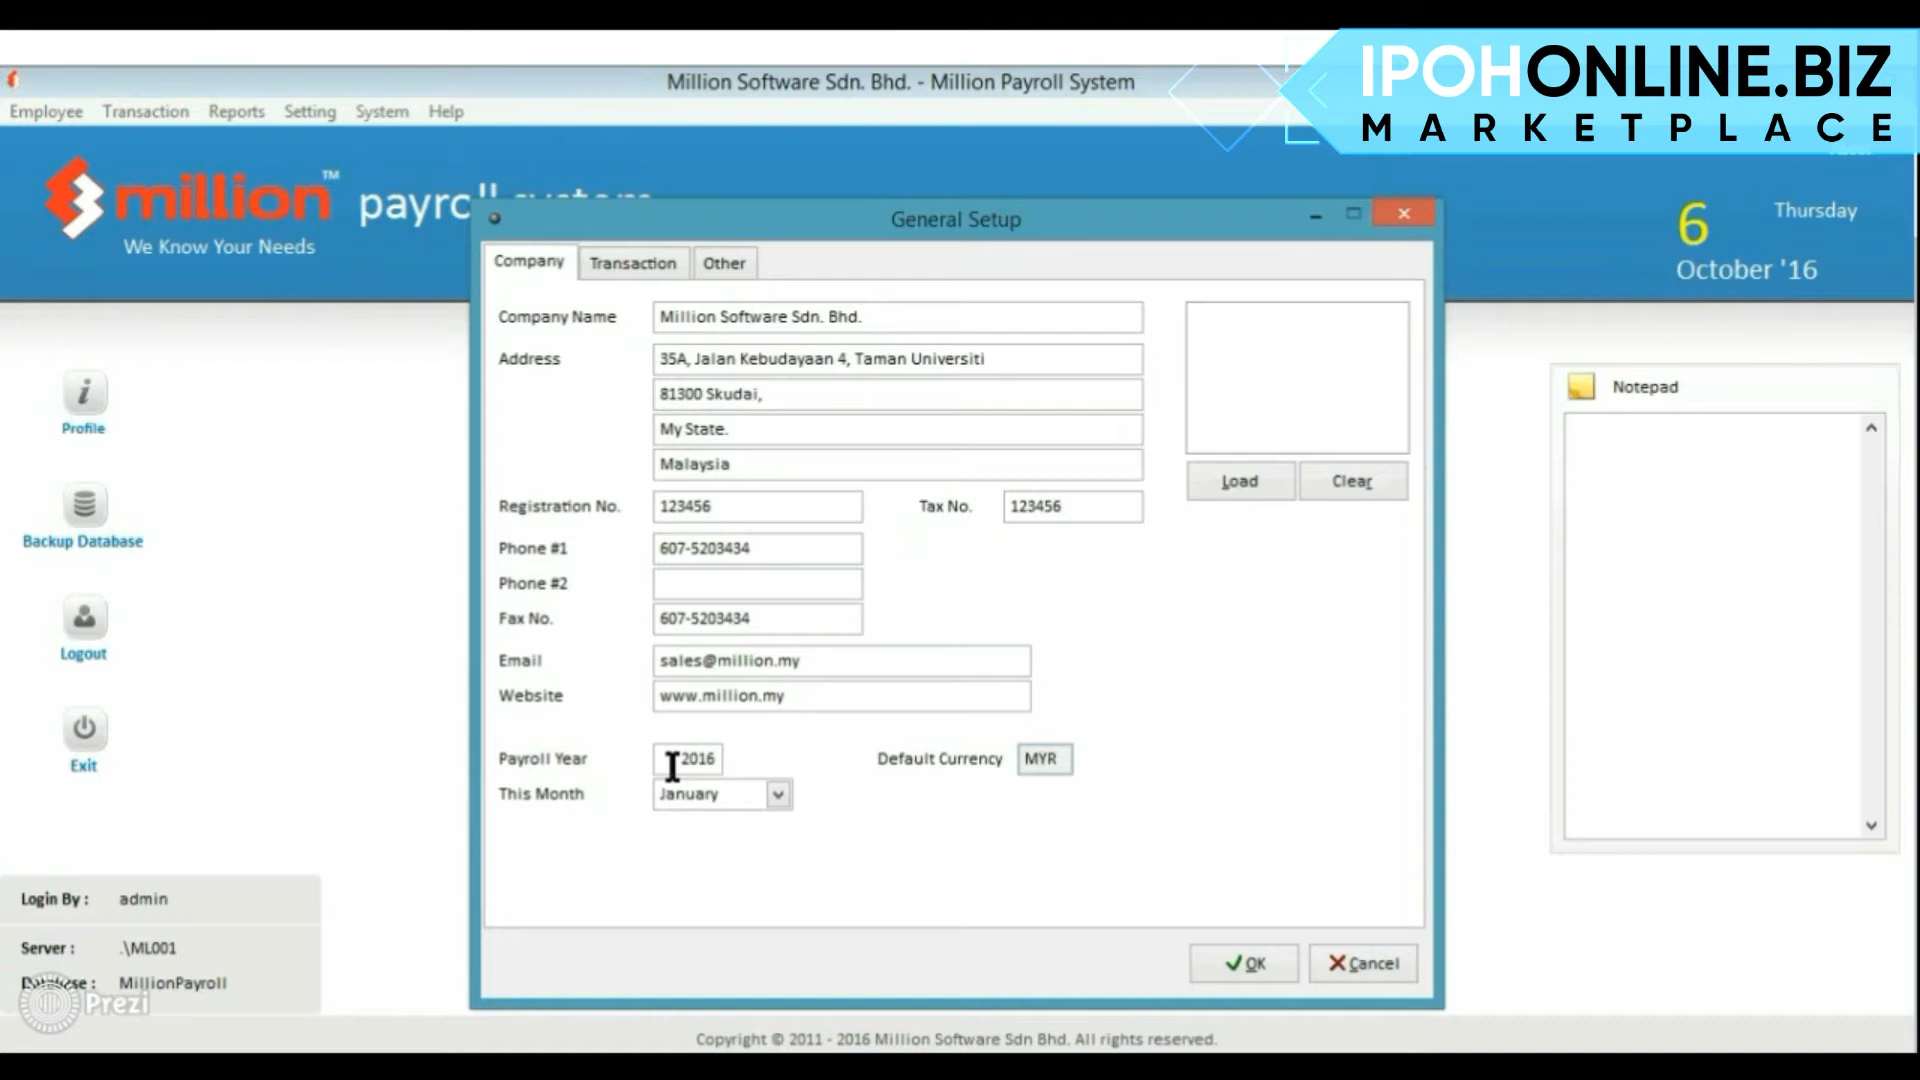 IPOHONLINE.BIZ
MARKETPLACE
Million Software Sdn. Bhd. - Million Payroll System
Employee Transaction Reports Setting System Help
million™ payroll system
We Know Your Needs
6 Thursday
October '16
General Setup
Company Transaction Other
Company Name Million Software Sdn. Bhd.
Address 35A, Jalan Kebudayaan 4, Taman Universiti
81300 Skudai,
My State.
Malaysia
Load Clear
Registration No. 123456 Tax No. 123456
Phone #1 607-5203434
Phone #2
Fax No. 607-5203434
Email sales@million.my
Website www.million.my
Payroll Year 2016 Default Currency MYR
This Month January
OK Cancel
Profile
Backup Database
Logout
Exit
Notepad
Login By : admin
Server : .\ML001
Database : MillionPayroll
Prezi
Copyright © 2011 - 2016 Million Software Sdn Bhd. All rights reserved.